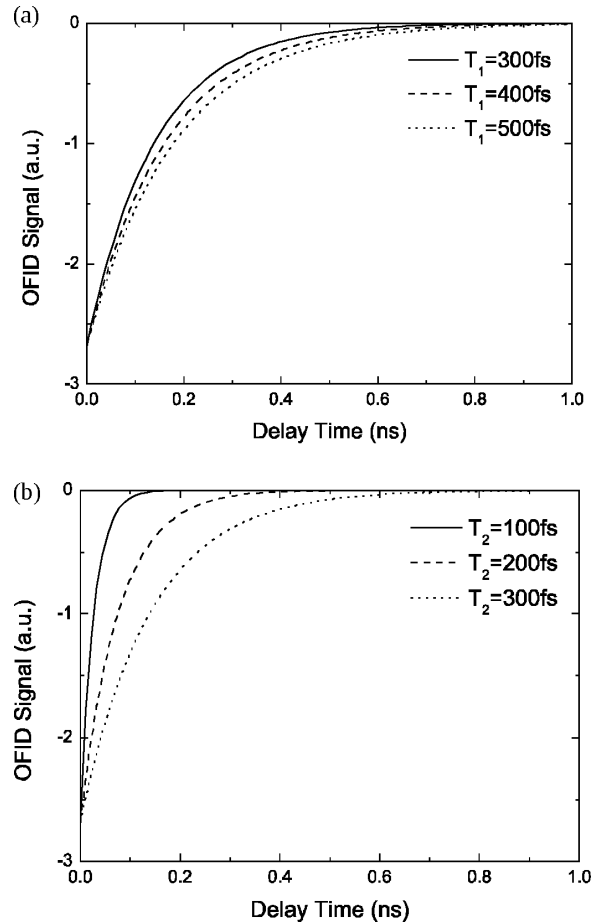 (a)
0
-1
-2
-3
OFID Signal (a.u.)
T1=300fs
T1=400fs
T1=500fs
0.0 0.2 0.4 0.6 0.8 1.0
Delay Time (ns)
(b)
0
-1
-2
-3
OFID Signal (a.u.)
T2=100fs
T2=200fs
T2=300fs
0.0 0.2 0.4 0.6 0.8 1.0
Delay Time (ns)